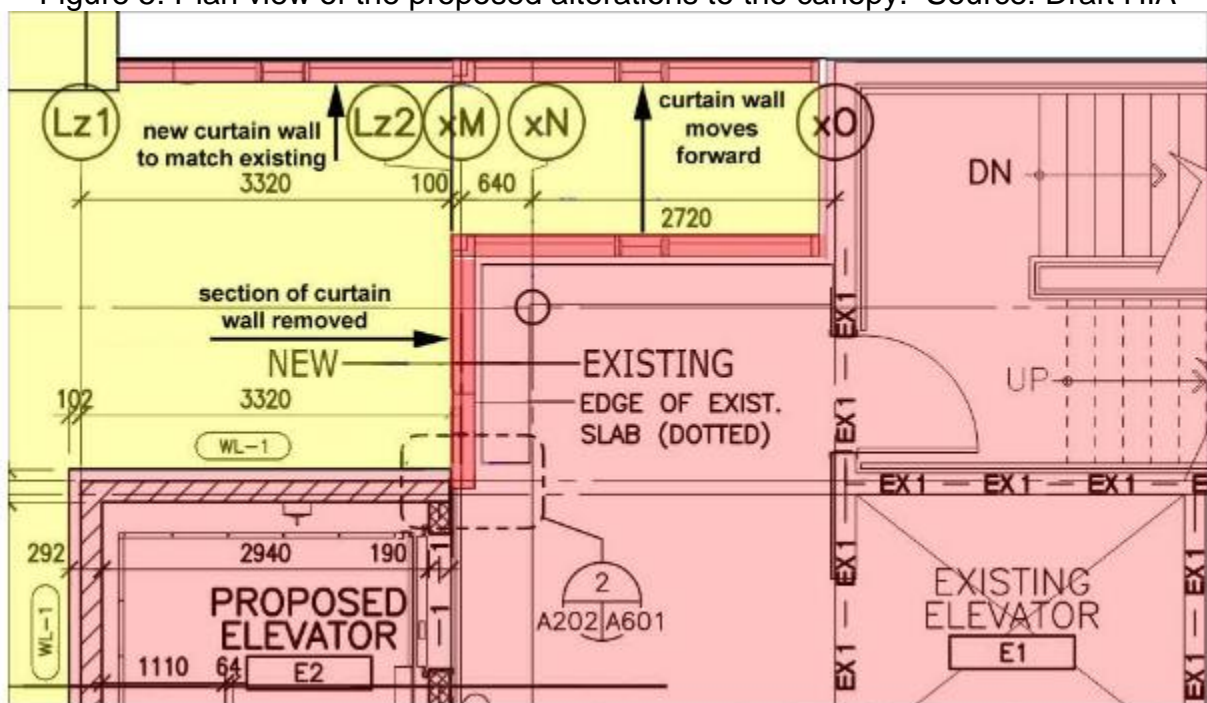 Figure 3. Plan view of the proposed alterations to the canopy. Source: Draft HIA
Lz1
new curtain wall
to match existing
Lz2
xM
xN
curtain wall
moves
forward
xO
DN
3320
100
640
2720
section of curtain
wall removed
NEW
EXISTING
EDGE OF EXIST.
SLAB (DOTTED)
EX1
UP
102
3320
EX1
WL-1
EX1
EX1
EX1
292
2940
190
1
EX1
EX1
PROPOSED
ELEVATOR
2
A202
A601
EXISTING
ELEVATOR
WL-1
1110
64
E2
E1
EX1
EX1